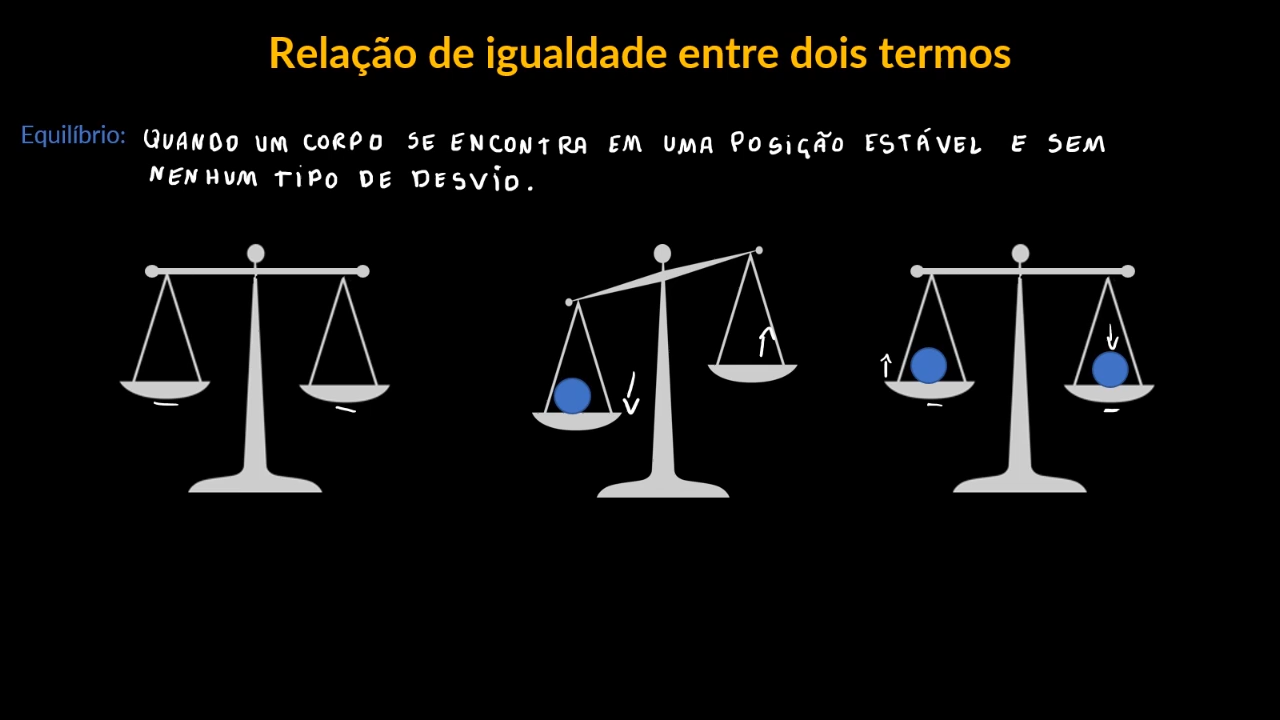 Relação de igualdade entre dois termos
Equilíbrio: QUANDO UM CORPO SE ENCONTRA EM UMA POSIÇÃO ESTÁVEL E SEM
NENHUM TIPO DE DESVIO.